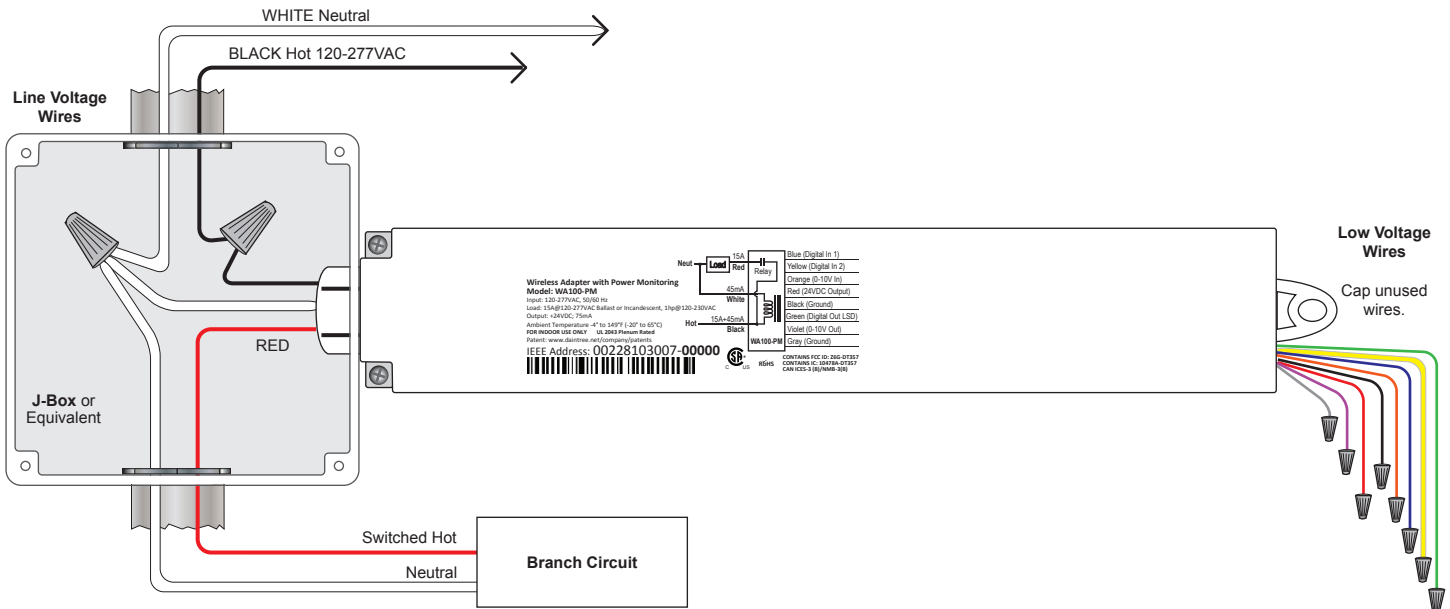 WHITE Neutral
BLACK Hot 120-277VAC
Line Voltage
Wires
RED
J-Box or
Equivalent
Switched Hot
Neutral
Branch Circuit
Wireless Adapter with Power Monitoring
Model: WA100-PM
Input: 120-277VAC, 50/60 Hz
Load: 15A@120-277VAC Ballast or Incandescent, 1hp@120-230VAC
Output: +24VDC; 75mA
Ambient Temperature -4° to 149°F (-20° to 65°C)
FOR INDOOR USE ONLY UL 2043 Plenum Rated
Patent: www.daintree.net/company/patents
IEEE Address: 00228103007-00000
Neut
Load
15A
Red
Relay
45mA
White
Hot
15A+45mA
Black
WA100-PM
Blue (Digital In 1)
Yellow (Digital In 2)
Orange (0-10V In)
Red (24VDC Output)
Black (Ground)
Green (Digital Out LSD)
Violet (0-10V Out)
Gray (Ground)
SA
C US
RoHS
CONTAINS FCC ID: Z6G-DT357
CONTAINS IC: 10478A-DT357
CAN ICES-3 (B)/NMB-3(B)
Low Voltage
Wires
Cap unused
wires.